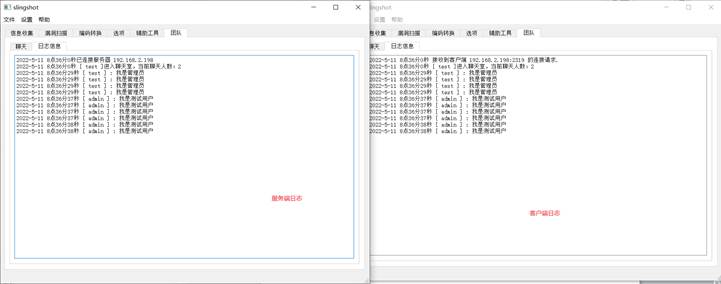 slingshot
文件 设置 帮助
信息收集 漏洞扫描 编码转换 选项 辅助工具 团队
聊天 日志信息
2022-5-11 8点36分0秒已连接服务器 192.168.2.198
2022-5-11 8点36分0秒 [ test ]进入聊天室，当前聊天人数：2
2022-5-11 8点36分29秒 [ test ] : 我是管理员
2022-5-11 8点36分29秒 [ test ] : 我是管理员
2022-5-11 8点36分29秒 [ test ] : 我是管理员
2022-5-11 8点36分29秒 [ test ] : 我是管理员
2022-5-11 8点36分37秒 [ admin ] : 我是测试用户
2022-5-11 8点36分37秒 [ admin ] : 我是测试用户
2022-5-11 8点36分37秒 [ admin ] : 我是测试用户
2022-5-11 8点36分37秒 [ admin ] : 我是测试用户
2022-5-11 8点36分38秒 [ admin ] : 我是测试用户
2022-5-11 8点36分38秒 [ admin ] : 我是测试用户
服务端日志
slingshot
文件 设置 帮助
信息收集 漏洞扫描 编码转换 选项 辅助工具 团队
聊天 日志信息
2022-5-11 8点36分0秒 接收到客户端 192.168.2.198:2319 的连接请求.
2022-5-11 8点36分0秒 [ test ]进入聊天室，当前聊天人数：2
2022-5-11 8点36分29秒 [ test ] : 我是管理员
2022-5-11 8点36分29秒 [ test ] : 我是管理员
2022-5-11 8点36分29秒 [ test ] : 我是管理员
2022-5-11 8点36分29秒 [ test ] : 我是管理员
2022-5-11 8点36分37秒 [ admin ] : 我是测试用户
2022-5-11 8点36分37秒 [ admin ] : 我是测试用户
2022-5-11 8点36分37秒 [ admin ] : 我是测试用户
2022-5-11 8点36分37秒 [ admin ] : 我是测试用户
2022-5-11 8点36分38秒 [ admin ] : 我是测试用户
2022-5-11 8点36分38秒 [ admin ] : 我是测试用户
客户端日志